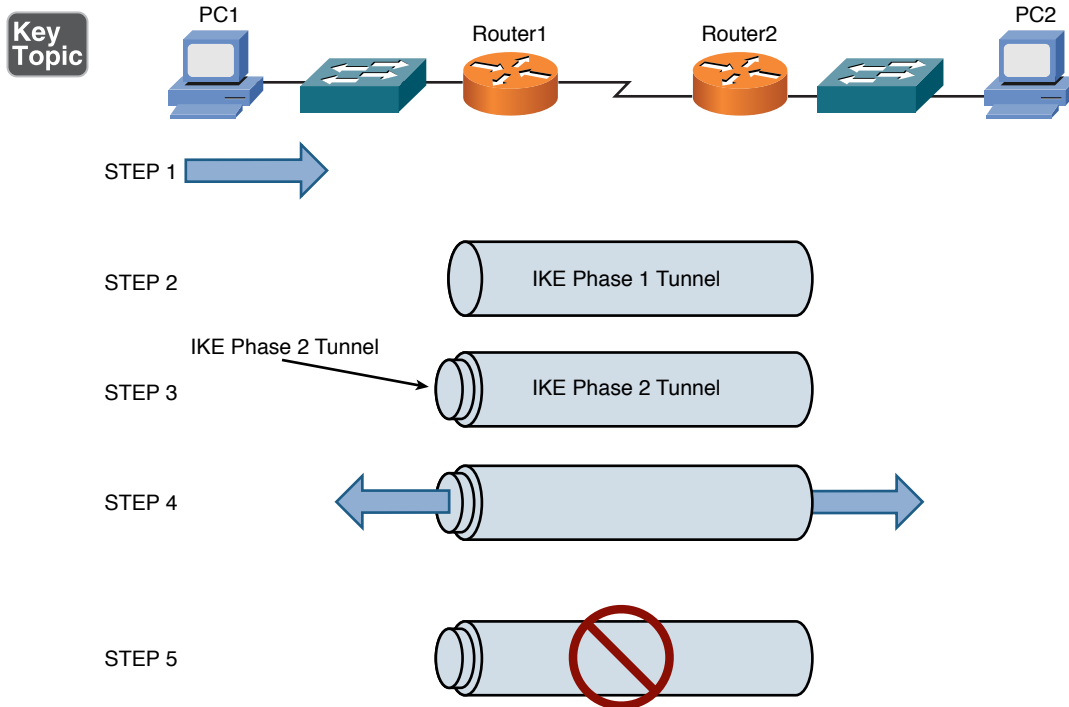 Key
Topic
PC1
Router1
Router2
PC2
STEP 1
STEP 2
IKE Phase 1 Tunnel
IKE Phase 2 Tunnel
STEP 3
IKE Phase 2 Tunnel
STEP 4
STEP 5